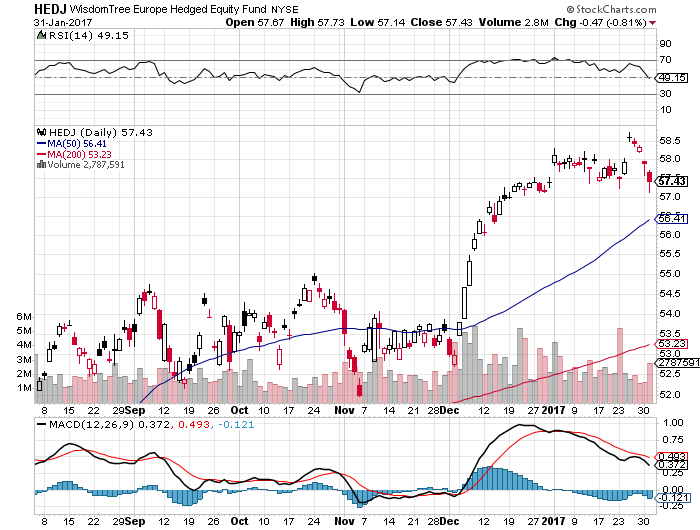 HEDJ WisdomTree Europe Hedged Equity Fund NYSE © StockCharts.com
31-Jan-2017 Open 57.67 High 57.73 Low 57.14 Close 57.43 Volume 2.8M Chg -0.47 (-0.81%)
RSI(14) 49.15
90
70
49.15
30
10
HEDJ (Daily) 57.43
MA(50) 56.41
MA(200) 53.23
Volume 2,787,591
58.5
58.0
57.43
56.41
56.0
55.5
55.0
54.5
54.0
53.5
53.23
53.0
2787591
52.5
52.0
6M
5M
4M
3M
2M
1M
8 15 22 29 Sep 12 19 26 Oct 10 17 24 Nov 7 14 21 28 Dec 12 19 27 2017 9 17 23 30
MACD(12,26,9) 0.372, 0.493, -0.121
1.00
0.75
0.493
0.372
0.25
0.00
-0.121
-0.25
8 15 22 29 Sep 12 19 26 Oct 10 17 24 Nov 7 14 21 28 Dec 12 19 27 2017 9 17 23 30